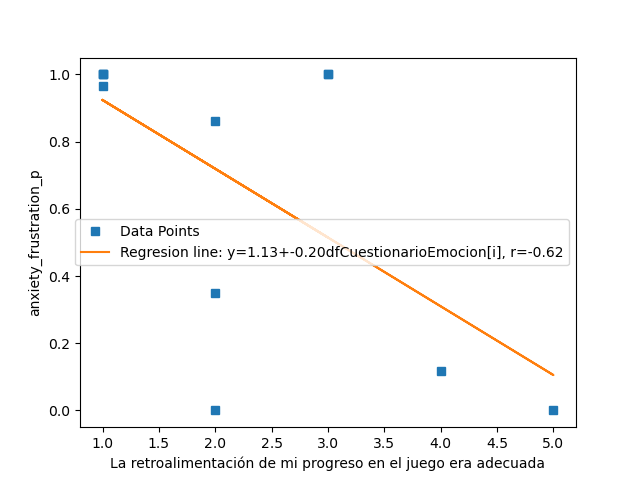 1.0
0.8
0.6
0.4
0.2
0.0
anxiety_frustration_p
Data Points
Regresion line: y=1.13+-0.20dfCuestionarioEmocion[i], r=-0.62
1.0 1.5 2.0 2.5 3.0 3.5 4.0 4.5 5.0
La retroalimentación de mi progreso en el juego era adecuada